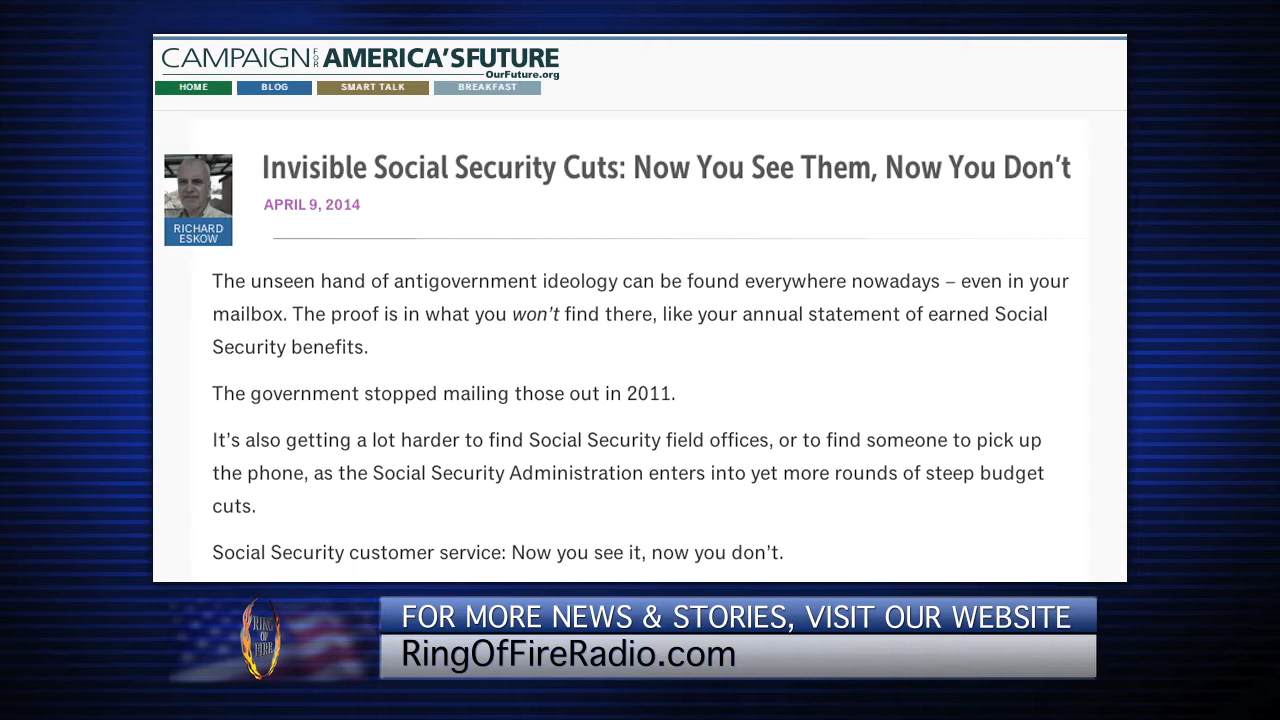 CAMPAIGN FOR AMERICA'SFUTURE
OurFuture.org
HOME BLOG SMART TALK BREAKFAST
Invisible Social Security Cuts: Now You See Them, Now You Don't
APRIL 9, 2014
RICHARD
ESKOW
The unseen hand of antigovernment ideology can be found everywhere nowadays – even in your
mailbox. The proof is in what you won't find there, like your annual statement of earned Social
Security benefits.
The government stopped mailing those out in 2011.
It's also getting a lot harder to find Social Security field offices, or to find someone to pick up
the phone, as the Social Security Administration enters into yet more rounds of steep budget
cuts.
Social Security customer service: Now you see it, now you don't.
RING
OF
FIRE
FOR MORE NEWS & STORIES, VISIT OUR WEBSITE
RingOfFireRadio.com